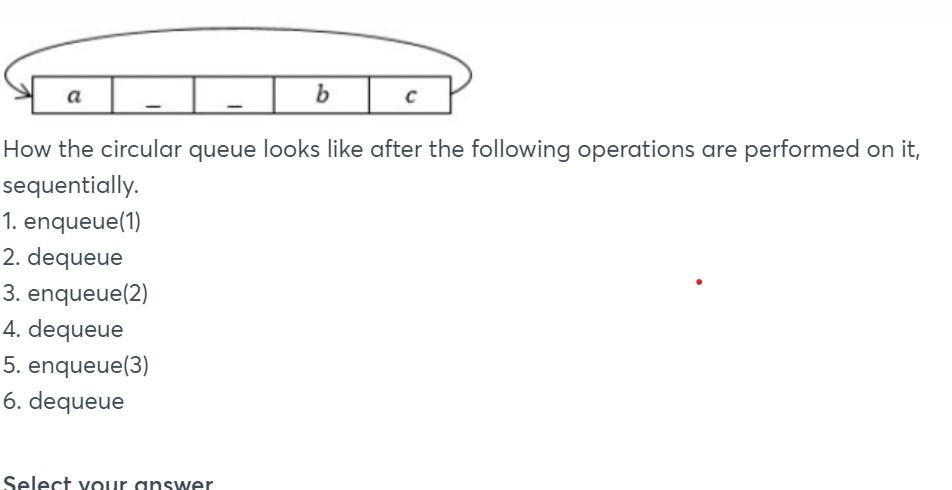 a _ _ b c
How the circular queue looks like after the following operations are performed on it,
sequentially.
1. enqueue(1)
2. dequeue
3. enqueue(2)
4. dequeue
5. enqueue(3)
6. dequeue
Select your answer